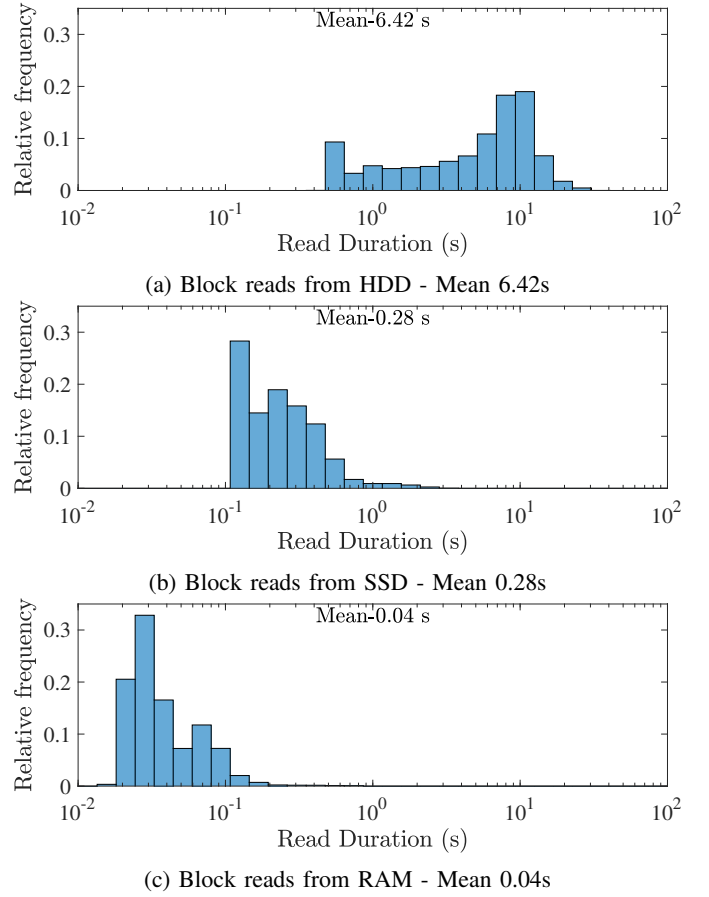 Mean-6.42 s
0.3
0.2
0.1
0
Relative frequency
10^-2 10^-1 10^0 10^1 10^2
Read Duration (s)
(a) Block reads from HDD - Mean 6.42s
Mean-0.28 s
0.3
0.2
0.1
0
Relative frequency
10^-2 10^-1 10^0 10^1 10^2
Read Duration (s)
(b) Block reads from SSD - Mean 0.28s
Mean-0.04 s
0.3
0.2
0.1
0
Relative frequency
10^-2 10^-1 10^0 10^1 10^2
Read Duration (s)
(c) Block reads from RAM - Mean 0.04s